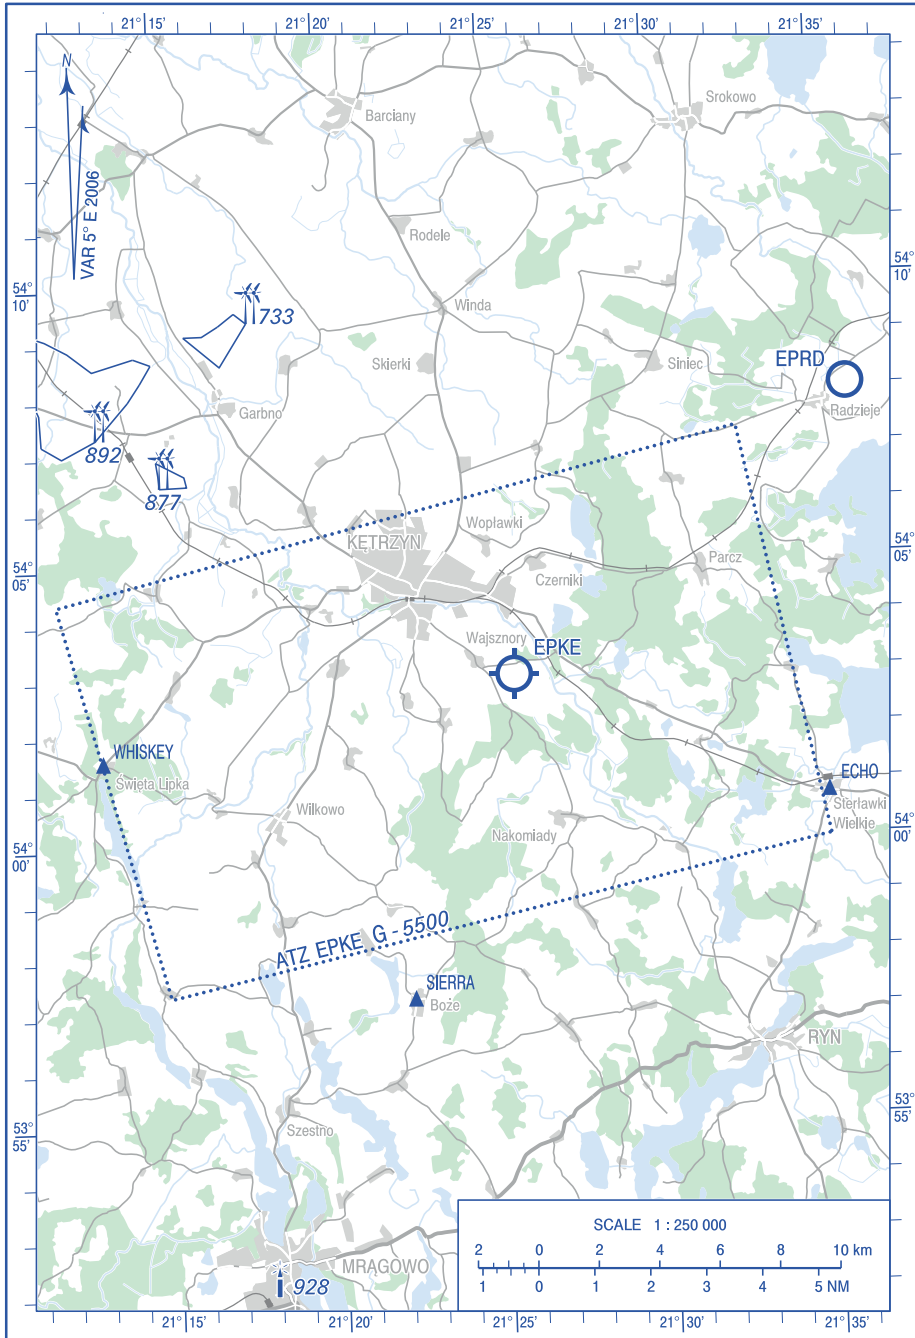 21° 15' 21° 20' 21° 25' 21° 30' 21° 35'
N
VAR 5° E 2006
Barciany
Srokowo
Rodele
54°
10'
54°
10'
733
Winda
Skierki
Siniec
EPRD
Radzieje
Garbno
892
877
Wopławki
KĘTRZYN
Czerniki
Parcz
54°
05'
54°
05'
Wajsznory
EPKE
WHISKEY
Święta Lipka
ECHO
Sterławki
Wielkie
Wilkowo
Nakomiady
54°
00'
54°
00'
ATZ EPKE G - 5500
SIERRA
Boże
RYN
53°
55'
53°
55'
Szestno
SCALE 1 : 250 000
2 0 2 4 6 8 10 km
1 0 1 2 3 4 5 NM
MRĄGOWO
928
21° 15' 21° 20' 21° 25' 21° 30' 21° 35'